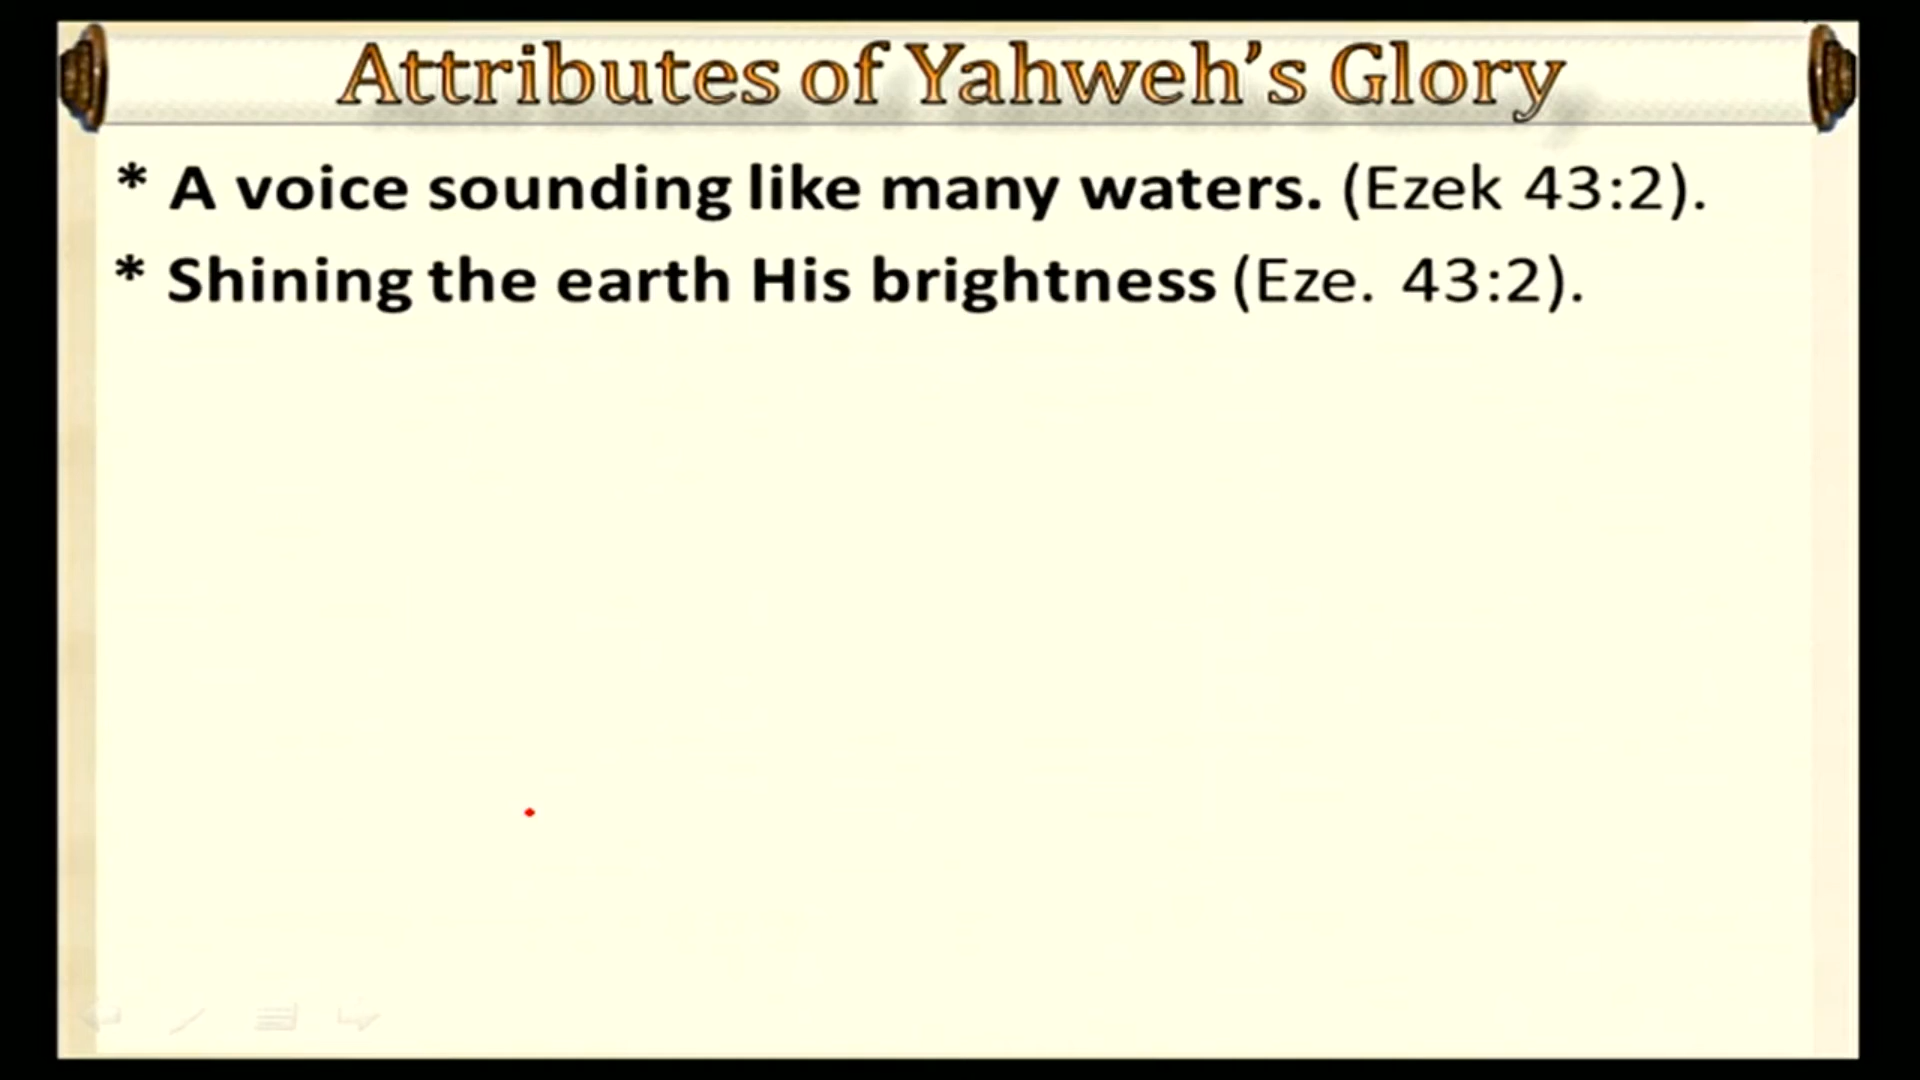 Attributes of Yahweh’s Glory
* A voice sounding like many waters. (Ezek 43:2).
* Shining the earth His brightness (Eze. 43:2).